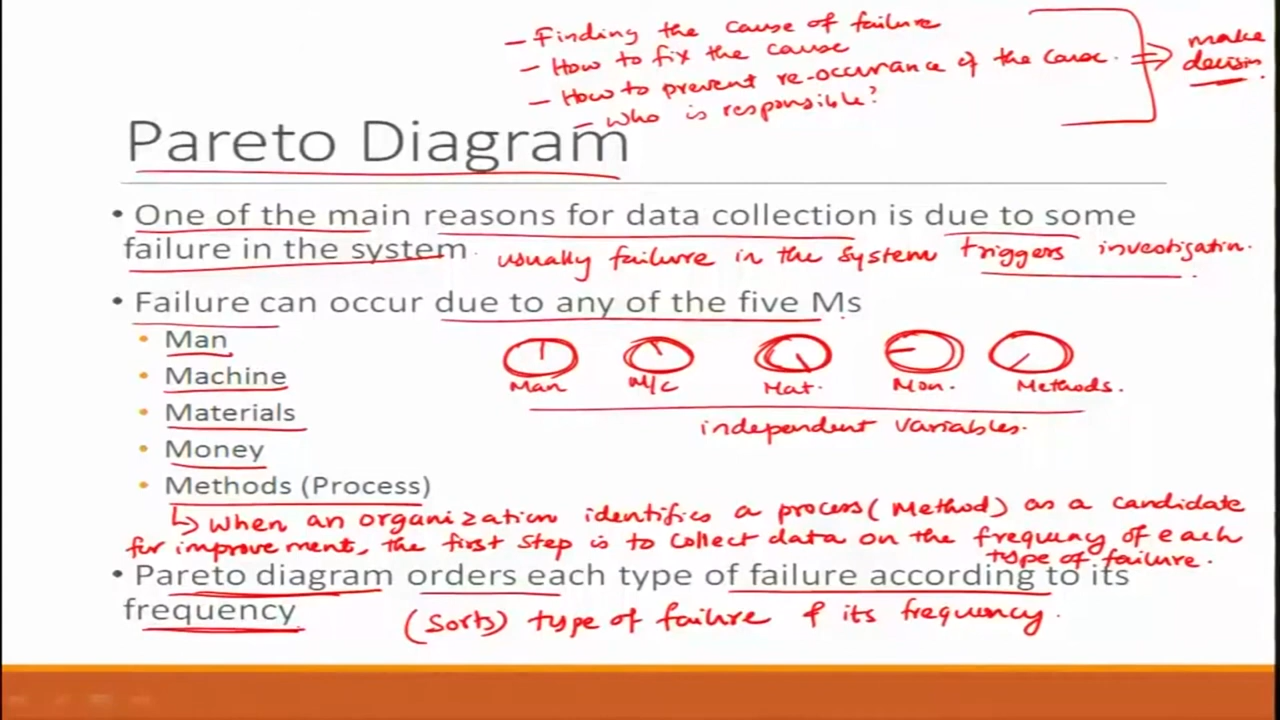 – Finding the cause of failure
– How to fix the cause
– How to prevent re-occurance of the cause.
– Who is responsible?
⇒ make
decision.
Pareto Diagram
• One of the main reasons for data collection is due to some
failure in the system. usually failure in the system triggers investigation.
• Failure can occur due to any of the five Ms
• Man
• Machine
• Materials
• Money
• Methods (Process)
Man M/C Mat. Mon. Methods.
independent variables.
↳ when an organization identifies a process (Method) as a candidate
for improvement, the first step is to collect data on the frequency of each
type of failure.
• Pareto diagram orders each type of failure according to its
frequency (Sorts) type of failure & its frequency.